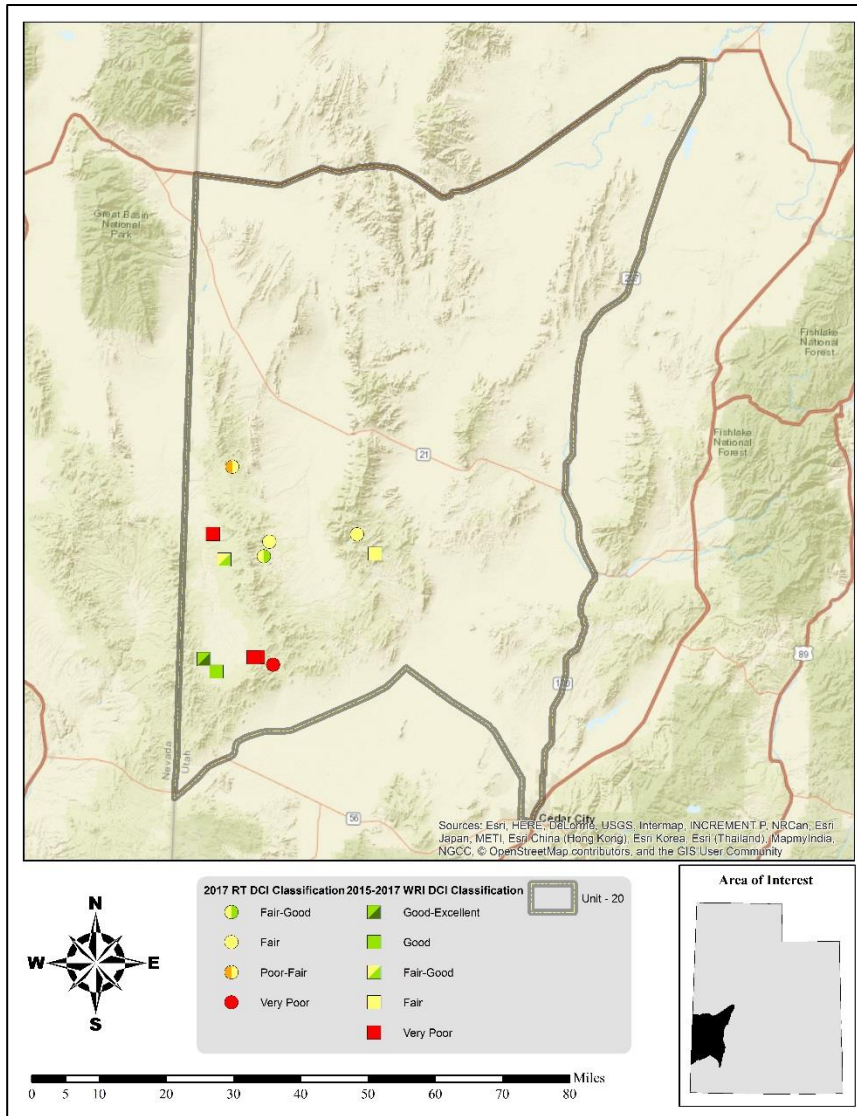 Great Basin
National
Park
257
Fishlake
National
Forest
Fishlake
National
Forest
21
89
130
Nevada
Utah
56
Cedar City
Sources: Esri, HERE, DeLorme, USGS, Intermap, INCREMENT P, NRCan, Esri
Japan, METI, Esri China (Hong Kong), Esri Korea, Esri (Thailand), MapmyIndia,
NGCC, © OpenStreetMap contributors, and the GIS User Community
2017 RT DCI Classification 2015-2017 WRI DCI Classification
Unit - 20
Fair-Good
Good-Excellent
Fair
Good
Poor-Fair
Fair-Good
Very Poor
Fair
Very Poor
N
W E
S
Area of Interest
Miles
0 5 10 20 30 40 50 60 70 80